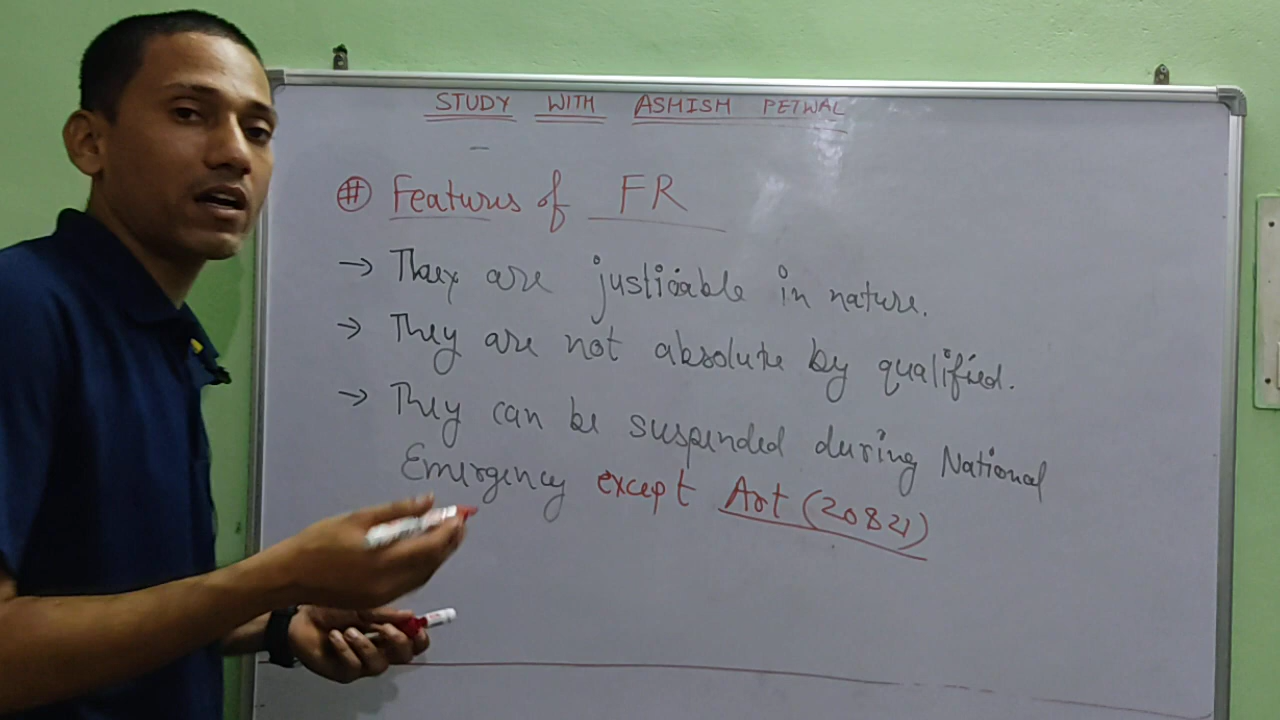 STUDY WITH ASHISH PETWAL
# Features of FR
→ They are justiciable in nature.
→ They are not absolute by qualified.
→ They can be suspended during National
Emergency except Art (20&21)